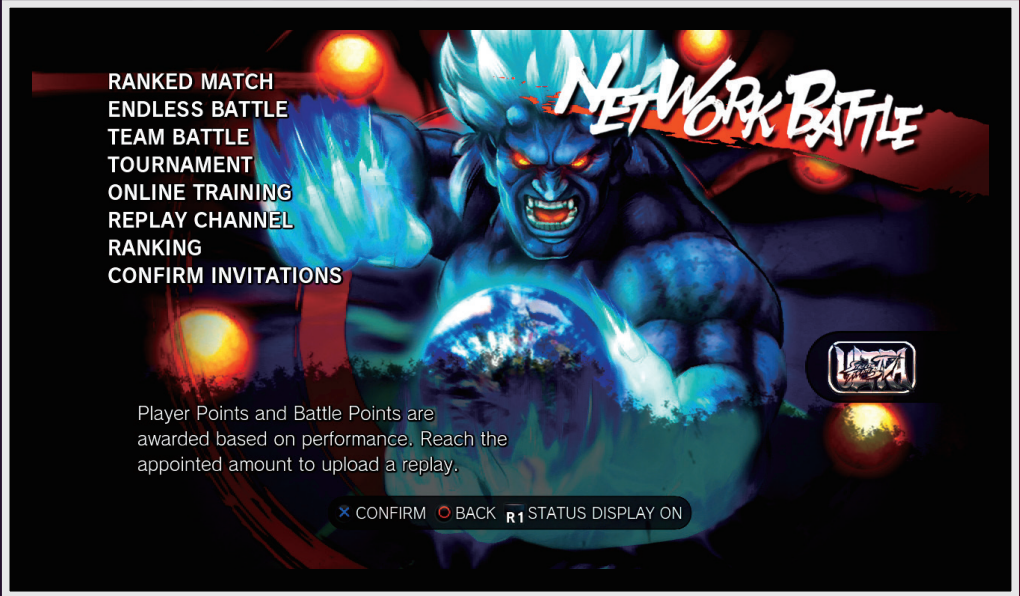 NETWORK BATTLE
RANKED MATCH
ENDLESS BATTLE
TEAM BATTLE
TOURNAMENT
ONLINE TRAINING
REPLAY CHANNEL
RANKING
CONFIRM INVITATIONS
ULTRA
Player Points and Battle Points are
awarded based on performance. Reach the
appointed amount to upload a replay.
CONFIRM BACK R1 STATUS DISPLAY ON